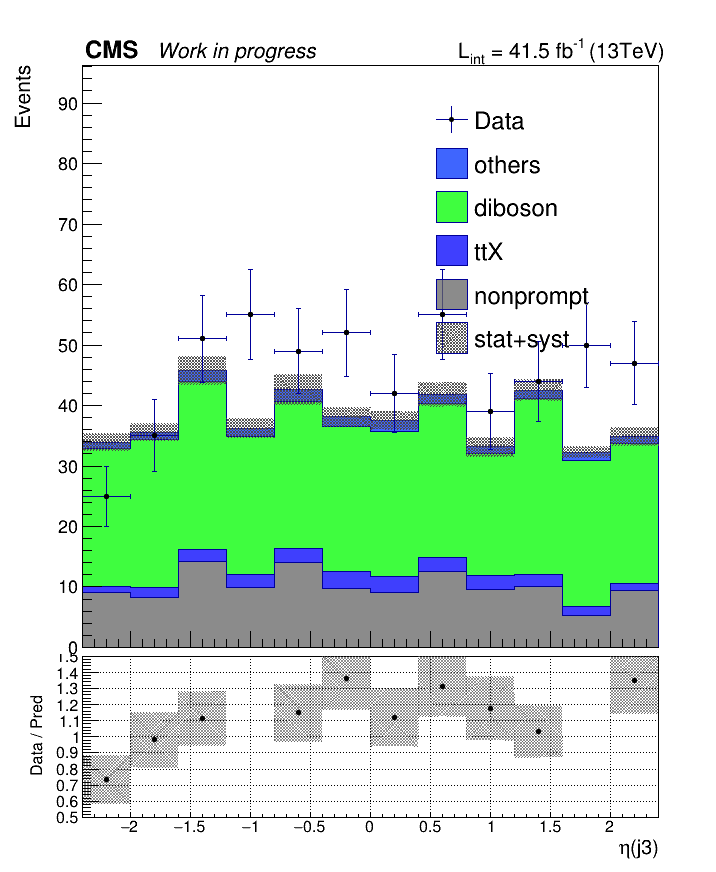 CMS Work in progress L_int = 41.5 fb^-1 (13TeV)
Events
90
80
70
60
50
40
30
20
10
0
Data
others
diboson
ttX
nonprompt
stat+syst
Data / Pred
1.5
1.4
1.3
1.2
1.1
1
0.9
0.8
0.7
0.6
0.5
−2 −1.5 −1 −0.5 0 0.5 1 1.5 2
η(j3)